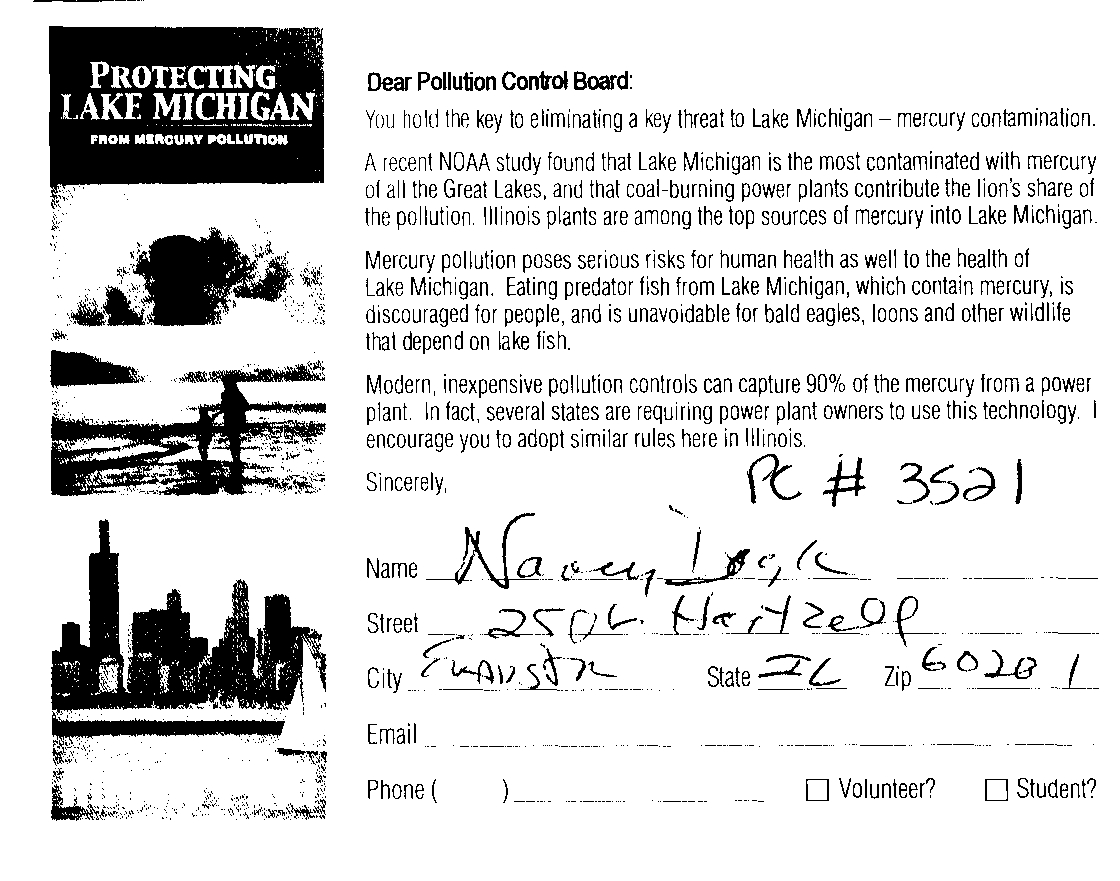 PROTECTING
LAKE MICHIGAN
FROM MERCURY POLLUTION
Dear Pollution Control Board:
You hold the key to eliminating a key threat to Lake Michigan – mercury contamination.
A recent NOAA study found that Lake Michigan is the most contaminated with mercury
of all the Great Lakes, and that coal-burning power plants contribute the lion's share of
the pollution. Illinois plants are among the top sources of mercury into Lake Michigan.
Mercury pollution poses serious risks for human health as well to the health of
Lake Michigan. Eating predator fish from Lake Michigan, which contain mercury, is
discouraged for people, and is unavoidable for bald eagles, loons and other wildlife
that depend on lake fish.
Modern, inexpensive pollution controls can capture 90% of the mercury from a power
plant. In fact, several states are requiring power plant owners to use this technology. I
encourage you to adopt similar rules here in Illinois.
Sincerely,
PC # 3521
Name Nancy
Street Hartzell
City Evanston State IL Zip 60201
Email
Phone ( )
Volunteer? Student?